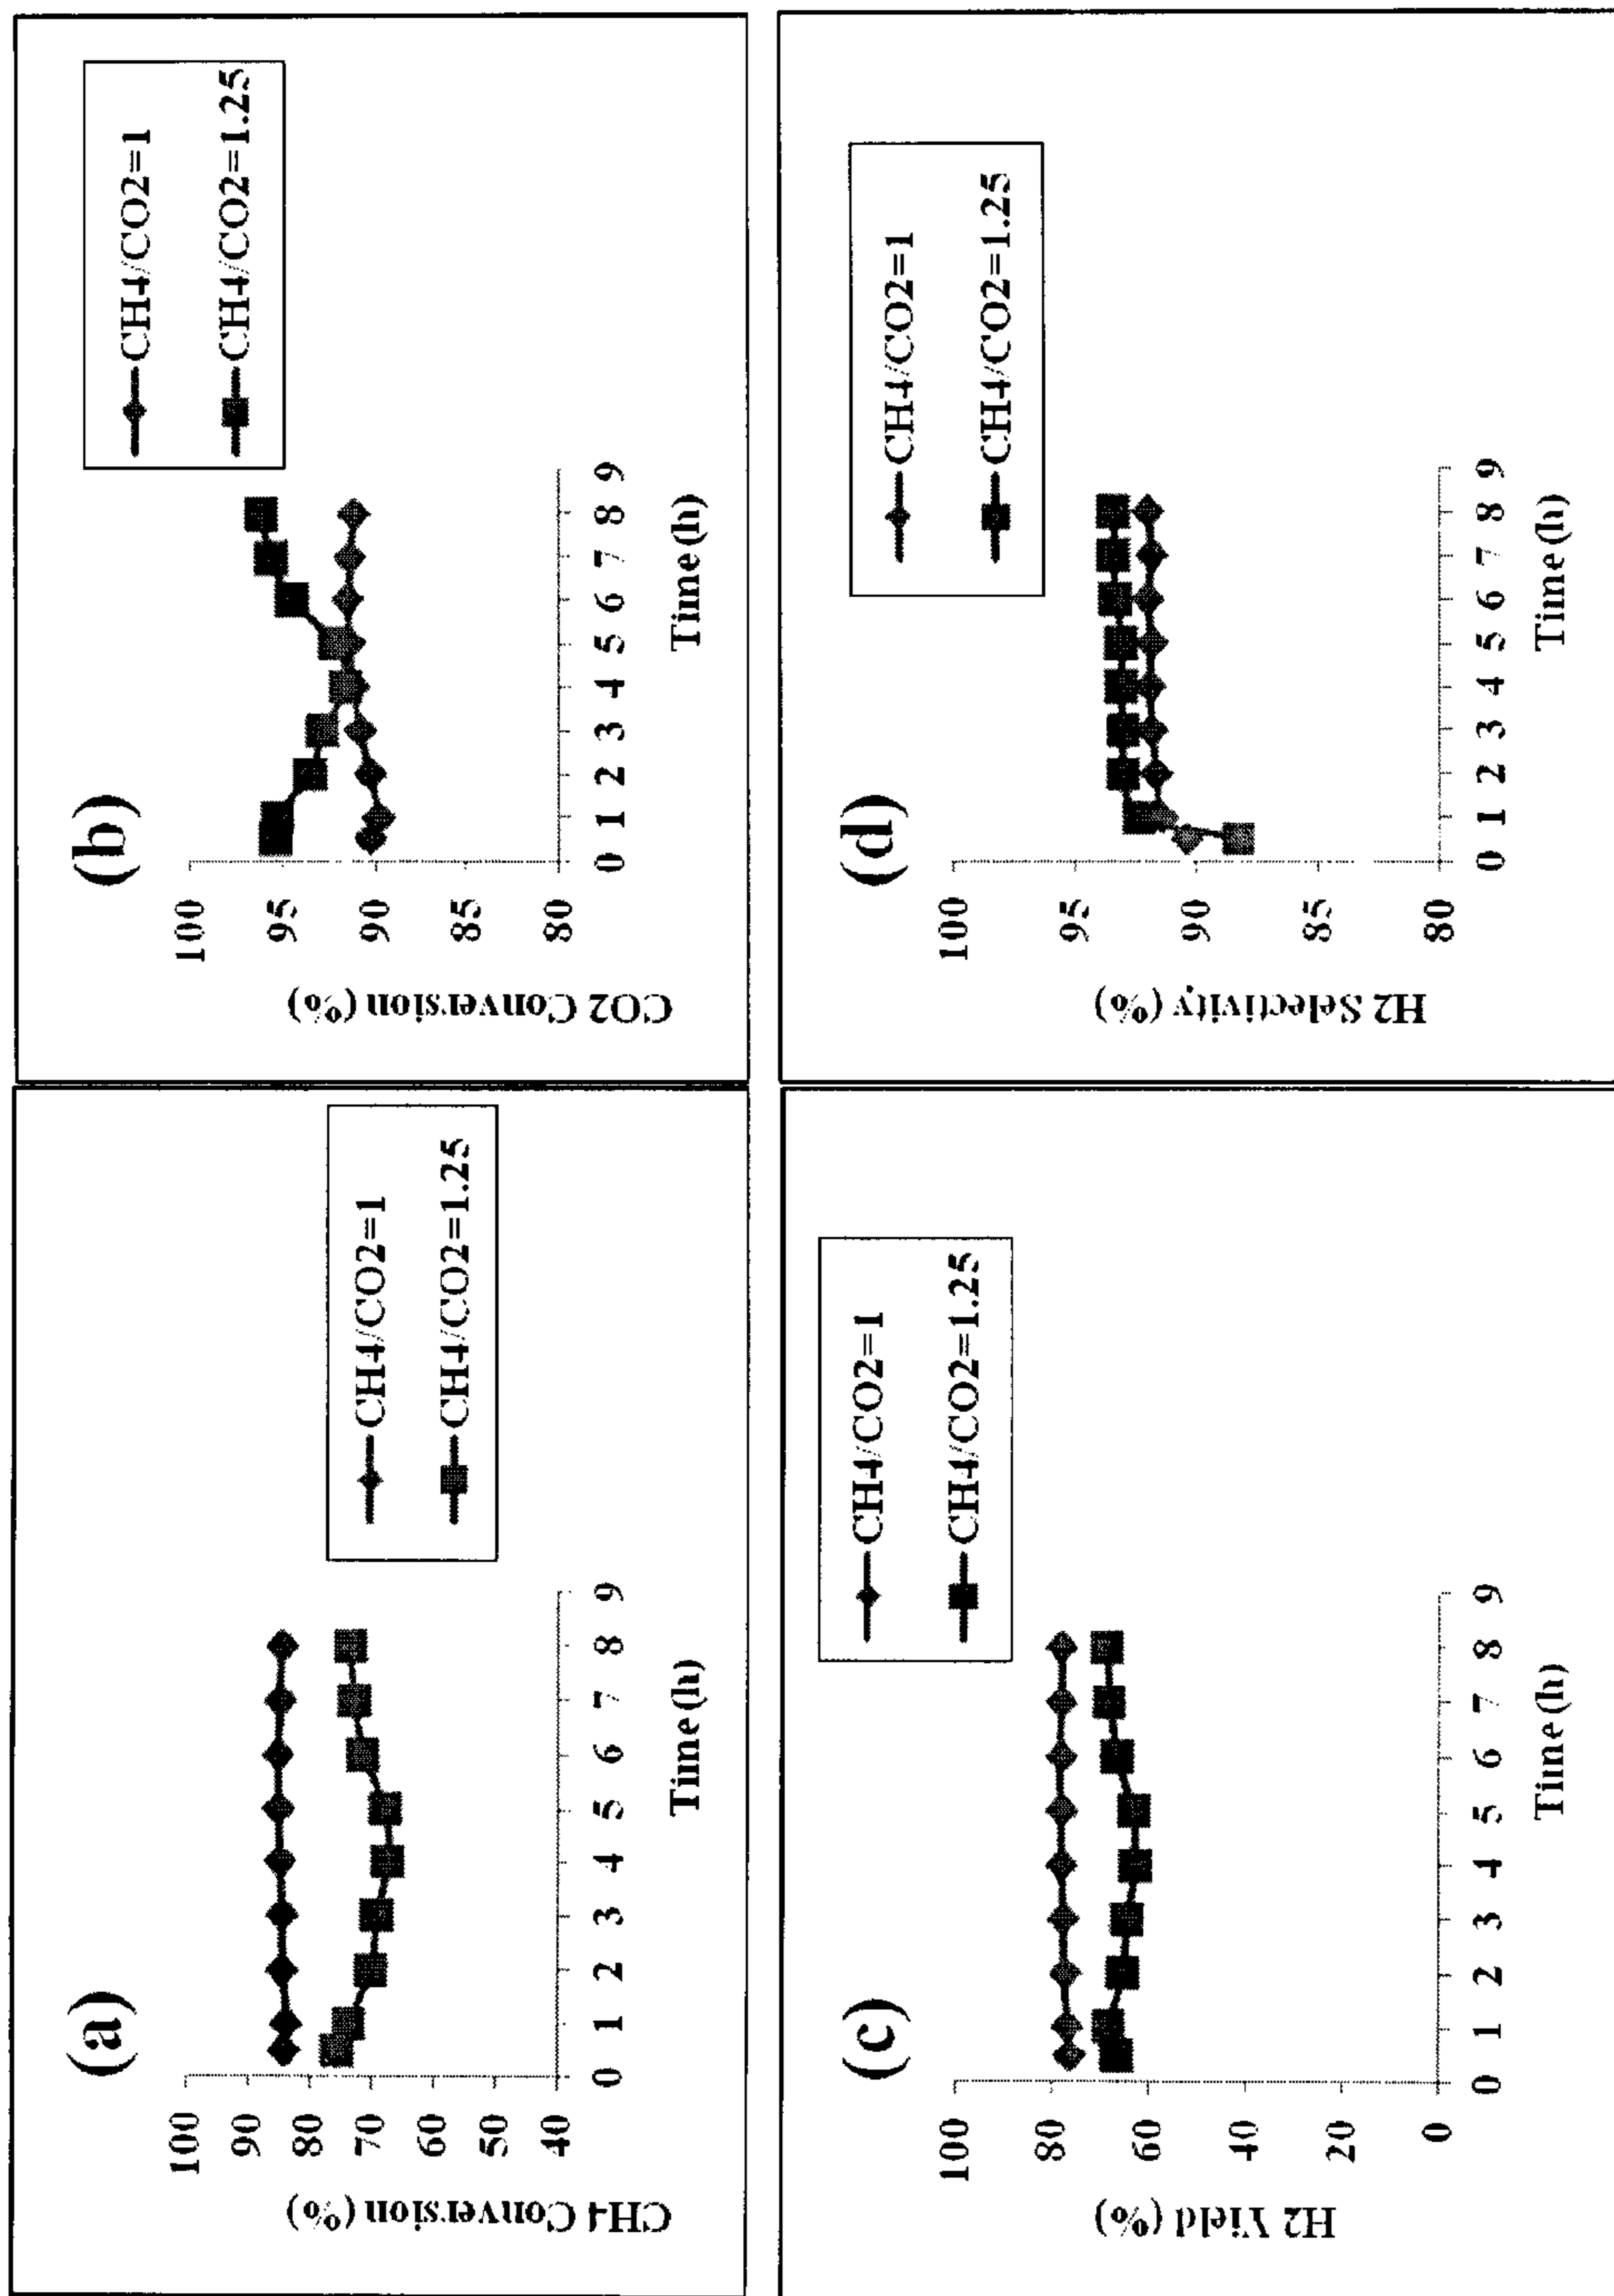 (a)
CH4 Conversion (%)
100
90
80
70
60
50
40
0 1 2 3 4 5 6 7 8 9
Time (h)
CH4/CO2=1
CH4/CO2=1.25
(b)
CO2 Conversion (%)
100
95
90
85
80
0 1 2 3 4 5 6 7 8 9
Time (h)
CH4/CO2=1
CH4/CO2=1.25
(c)
H2 Yield (%)
100
80
60
40
20
0
0 1 2 3 4 5 6 7 8 9
Time (h)
CH4/CO2=1
CH4/CO2=1.25
(d)
H2 Selectivity (%)
100
95
90
85
80
0 1 2 3 4 5 6 7 8 9
Time (h)
CH4/CO2=1
CH4/CO2=1.25